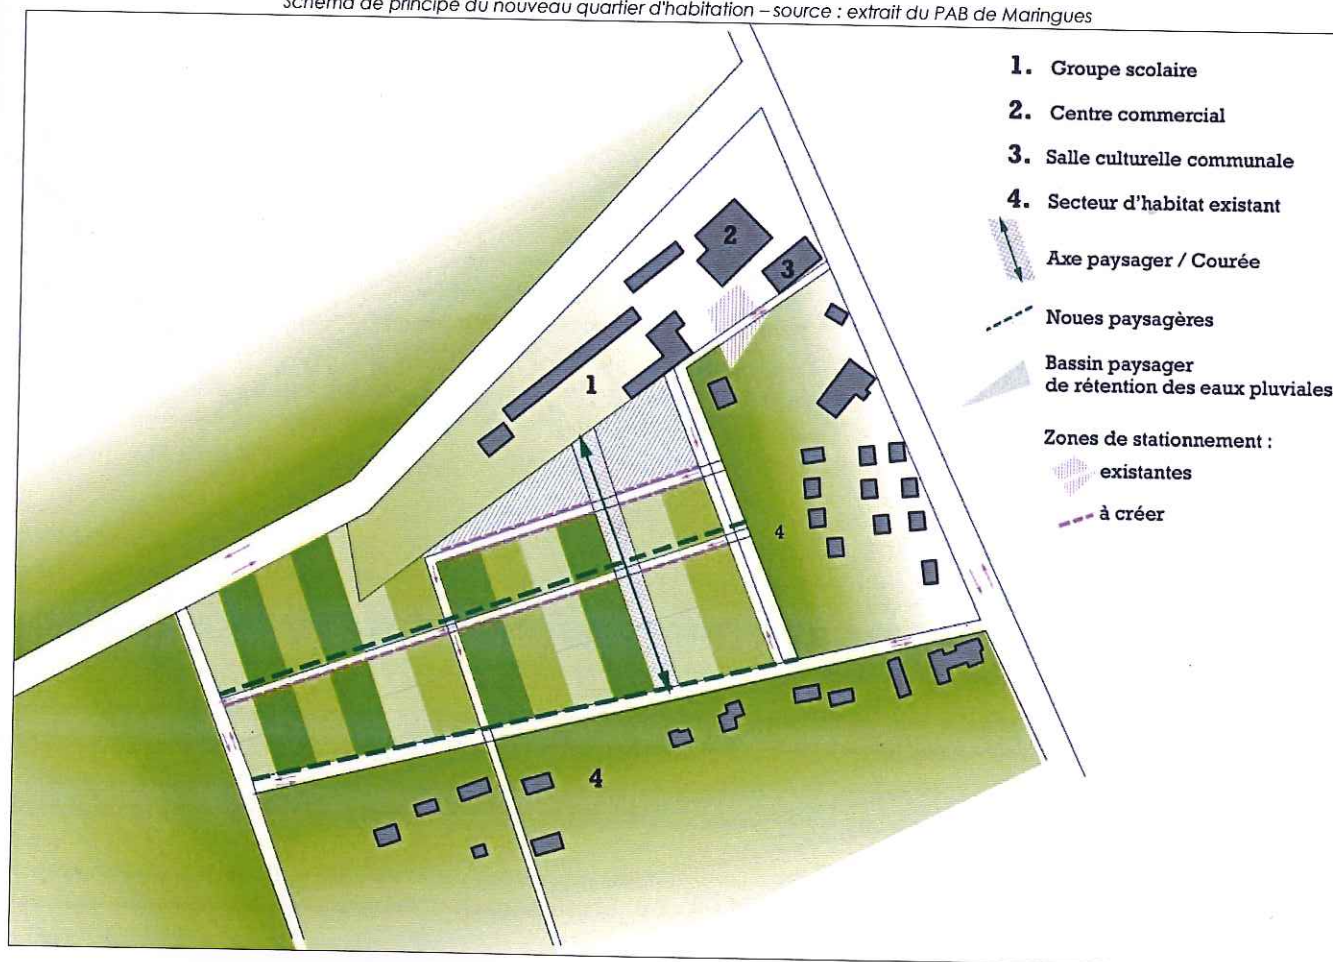 Schéma de principe du nouveau quartier d'habitation – source : extrait du PAB de Maringues
1. Groupe scolaire
2. Centre commercial
3. Salle culturelle communale
4. Secteur d'habitat existant
Axe paysager / Courée
Noues paysagères
Bassin paysager
de rétention des eaux pluviales
Zones de stationnement :
existantes
à créer
2
3
1
4
4